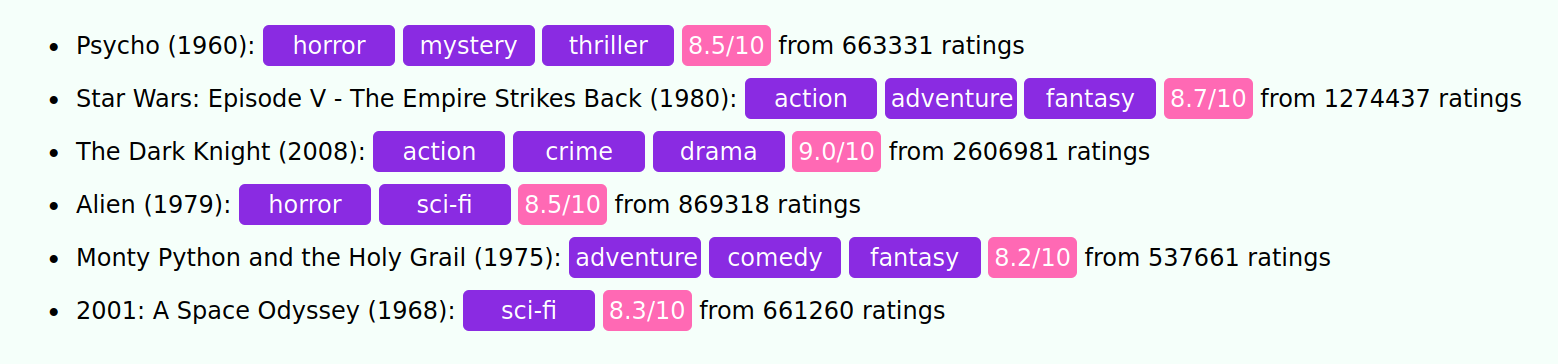 • Psycho (1960): horror mystery thriller 8.5/10 from 663331 ratings
• Star Wars: Episode V - The Empire Strikes Back (1980): action adventure fantasy 8.7/10 from 1274437 ratings
• The Dark Knight (2008): action crime drama 9.0/10 from 2606981 ratings
• Alien (1979): horror sci-fi 8.5/10 from 869318 ratings
• Monty Python and the Holy Grail (1975): adventure comedy fantasy 8.2/10 from 537661 ratings
• 2001: A Space Odyssey (1968): sci-fi 8.3/10 from 661260 ratings